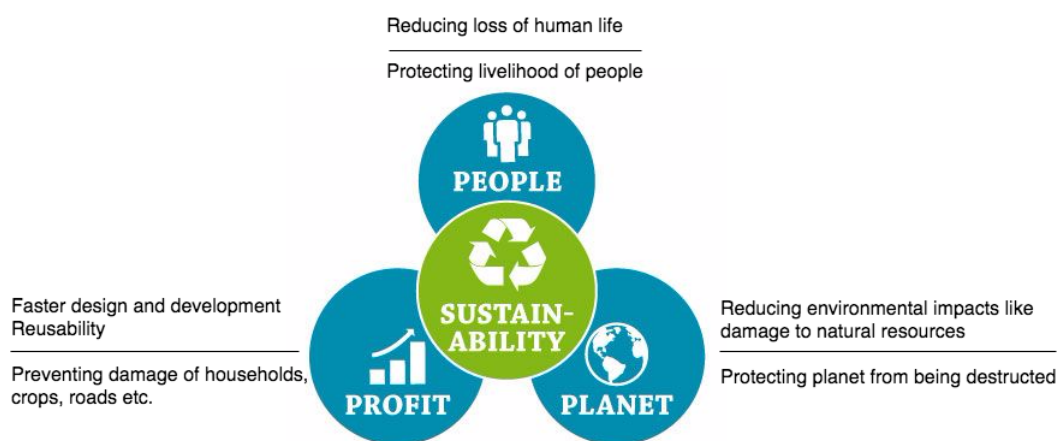 Reducing loss of human life
Protecting livelihood of people
PEOPLE
SUSTAIN-
ABILITY
Faster design and development
Reusability
Preventing damage of households,
crops, roads etc.
PROFIT
PLANET
Reducing environmental impacts like
damage to natural resources
Protecting planet from being destructed